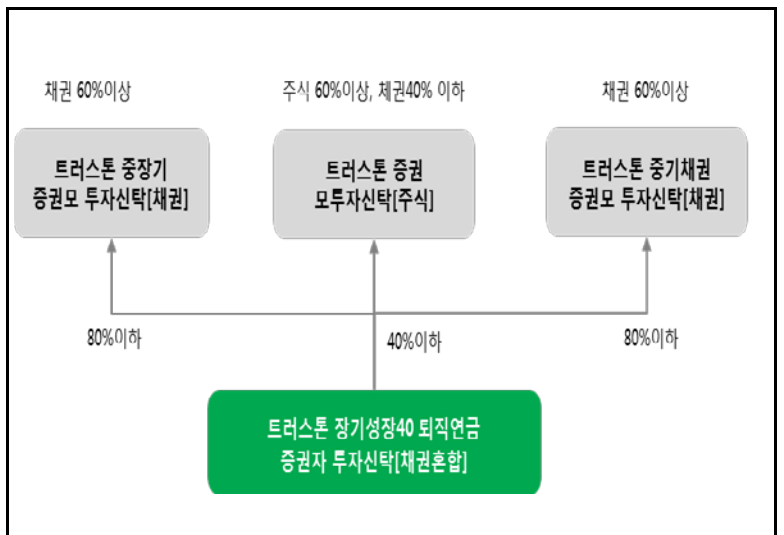 채권 60%이상
주식 60%이상, 체권40% 이하
채권 60%이상
트러스톤 중장기
증권모 투자신탁[채권]
트러스톤 증권
모투자신탁[주식]
트러스톤 중기채권
증권모 투자신탁[채권]
80%이하
40%이하
80%이하
트러스톤 장기성장40 퇴직연금
증권자 투자신탁[채권혼합]